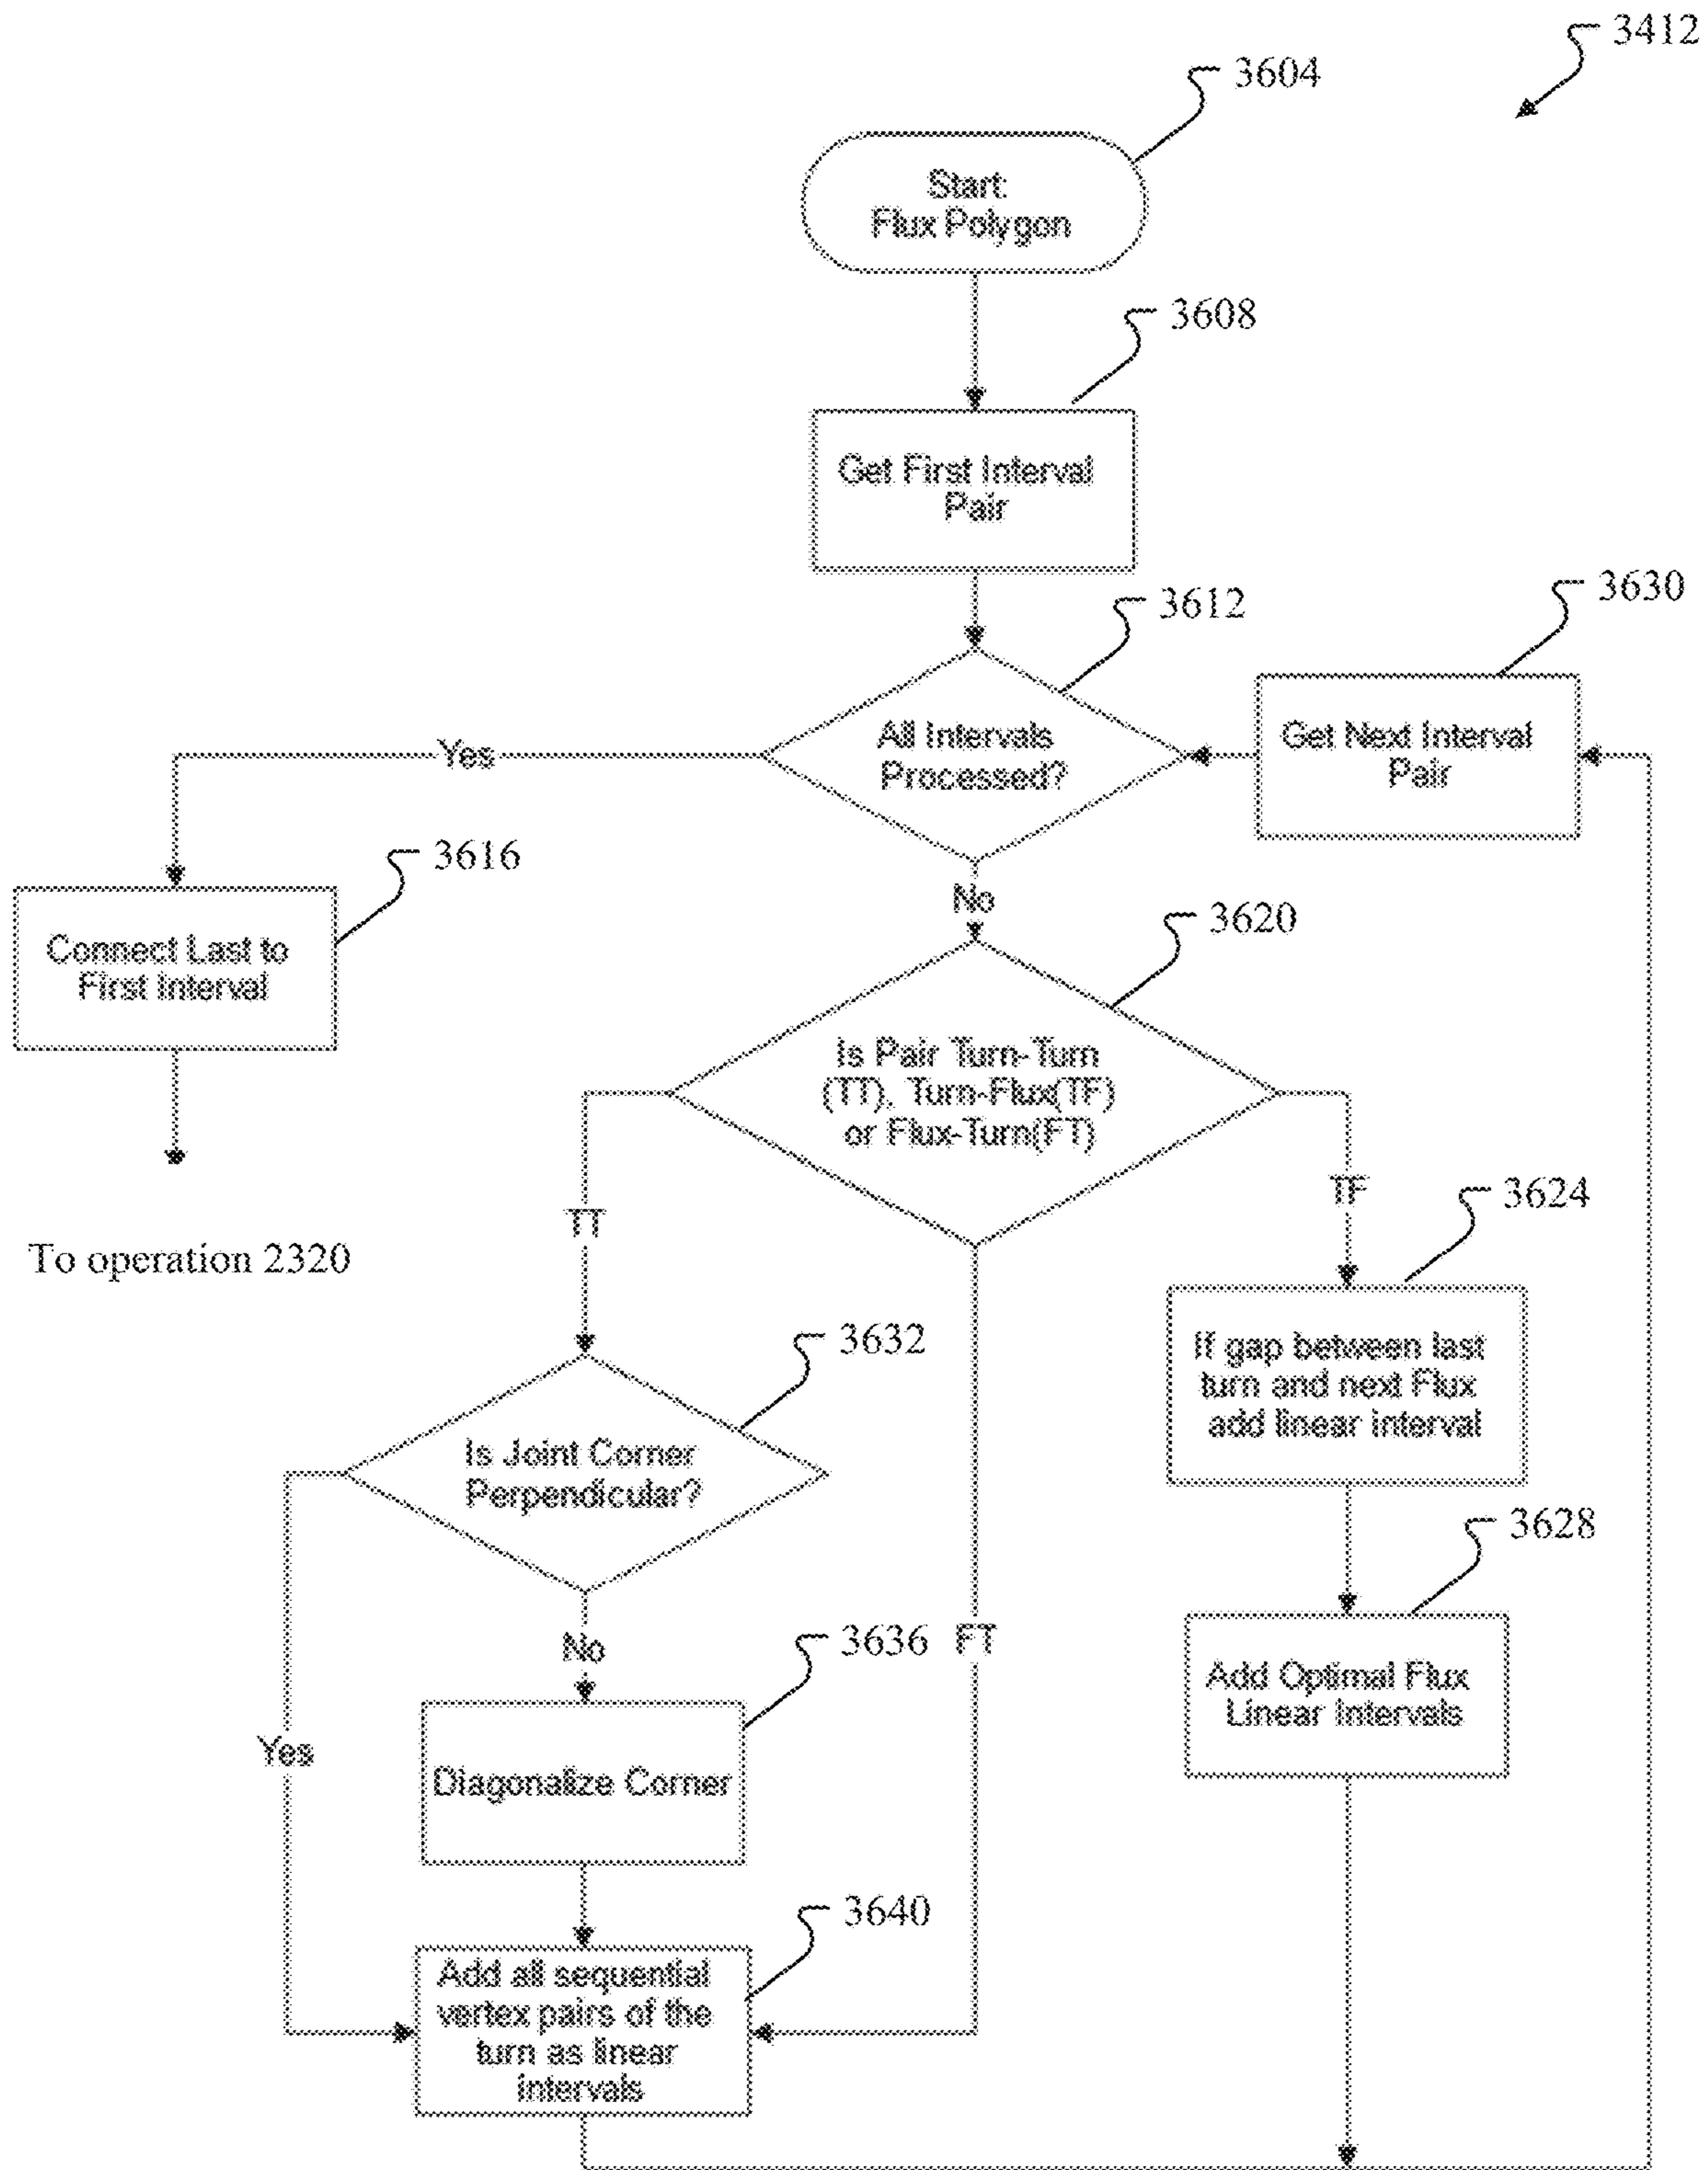 3412
3604
Start:
Flux Polygon
3608
Get First Interval
Pair
3612
3630
All Intervals
Processed?
Get Next Interval
Pair
Yes
3616
No
3620
Connect Last to
First Interval
Is Pair Turn-Turn
(TT), Turn-Flux(TF)
or Flux-Turn(FT)
TT
TF
3624
To operation 2320
3632
If gap between last
turn and next Flux
add linear interval
Is Joint Corner
Perpendicular?
3628
No
3636
FT
Add Optimal Flux
Linear Intervals
Yes
Diagonalize Corner
3640
Add all sequential
vertex pairs of the
turn as linear
intervals